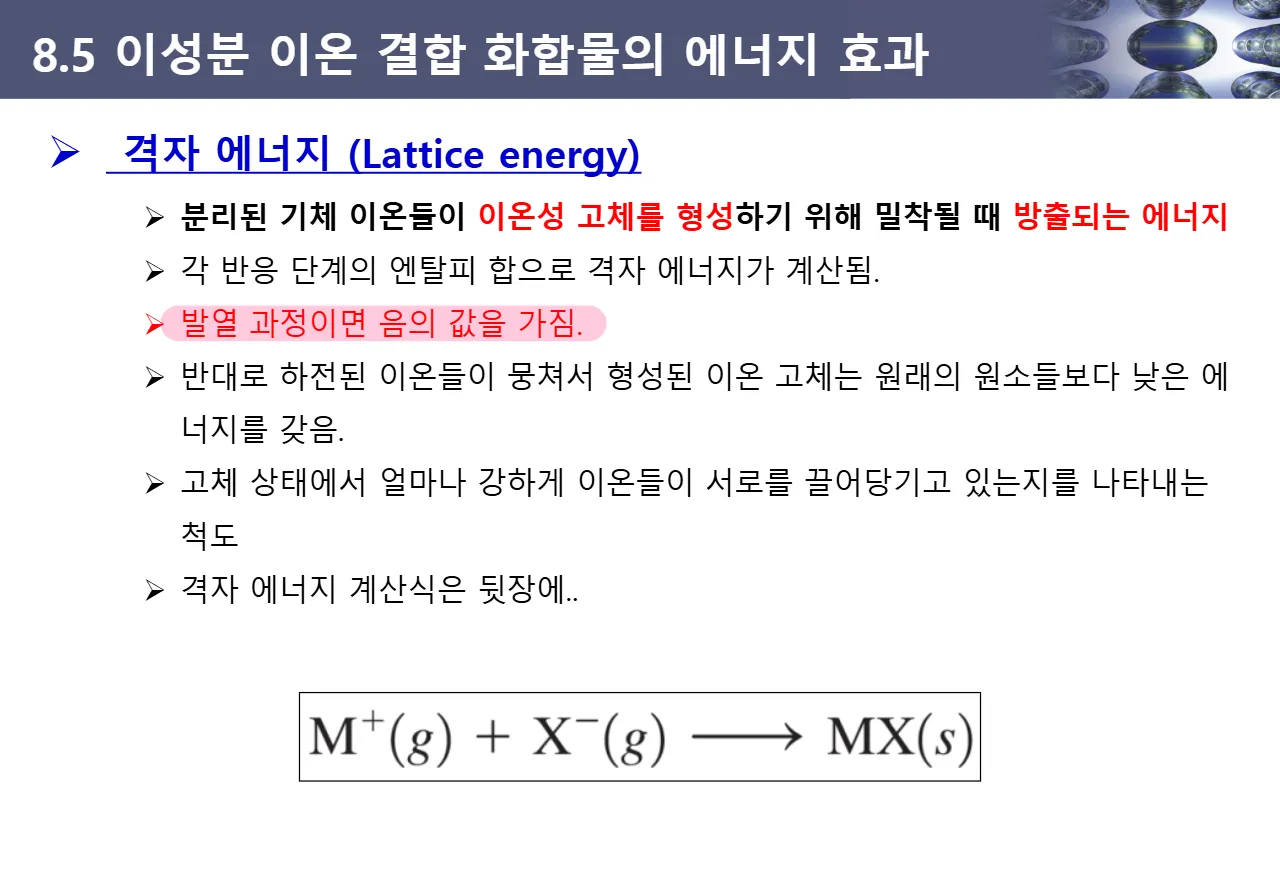 8.5 이성분 이온 결합 화합물의 에너지 효과
➢ 격자 에너지 (Lattice energy)
➢ 분리된 기체 이온들이 이온성 고체를 형성하기 위해 밀착될 때 방출되는 에너지
➢ 각 반응 단계의 엔탈피 합으로 격자 에너지가 계산됨.
➢ 발열 과정이면 음의 값을 가짐.
➢ 반대로 하전된 이온들이 뭉쳐서 형성된 이온 고체는 원래의 원소들보다 낮은 에
너지를 갖음.
➢ 고체 상태에서 얼마나 강하게 이온들이 서로를 끌어당기고 있는지를 나타내는
척도
➢ 격자 에너지 계산식은 뒷장에..
M⁺(g) + X⁻(g) ⟶ MX(s)